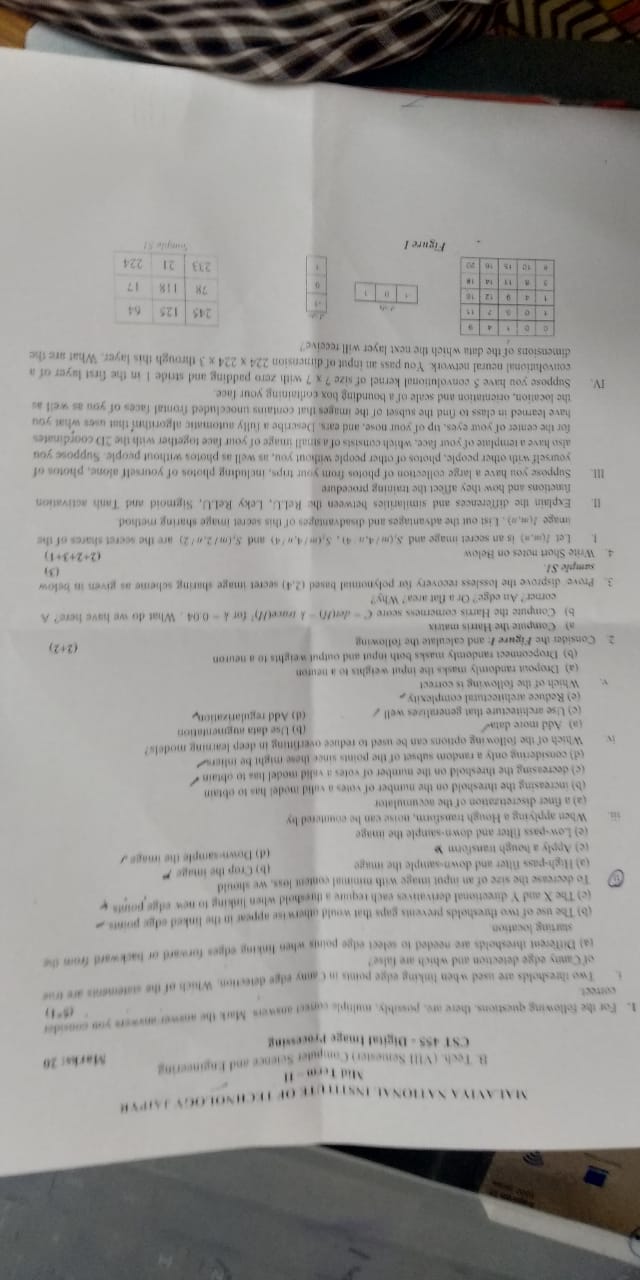 MALAVIYA NATIONAL INSTITUTE OF TECHNOLOGY JAIPUR
Mid Term - II
B. Tech. (VIII Semester) Computer Science and Engineering
CST 455 - Digital Image Processing
Marks: 20
1. For the following questions, there are, possibly, multiple correct answers. Mark the answer answers you consider
correct. (5*1)
i. Two thresholds are used when linking edge points in Canny edge detection. Which of the statements are true
of Canny edge detection and which are false?
(a) Different thresholds are needed to select edge points when linking edges forward or backward from the
starting location.
(b) The use of two thresholds prevents gaps that would otherwise appear in the linked edge points.
(c) The X and Y directional derivatives each require a threshold when linking to new edge points
To decrease the size of an input image with minimal content loss, we should
(a) High-pass filter and down-sample the image (b) Crop the image
(c) Apply a hough transform (d) Down-sample the image
(e) Low-pass filter and down-sample the image
iii. When applying a Hough transform, noise can be countered by
(a) a finer discretization of the accumulator
(b) increasing the threshold on the number of votes a valid model has to obtain
(c) decreasing the threshold on the number of votes a valid model has to obtain
(d) considering only a random subset of the points since these might be inliers
iv. Which of the following options can be used to reduce overfitting in deep learning models?
(a) Add more data (b) Use data augmentation
(c) Use architecture that generalizes well (d) Add regularization
(e) Reduce architectural complexity
v. Which of the following is correct
(a) Dropout randomly masks the input weights to a neuron
(b) Dropconnect randomly masks both input and output weights to a neuron
2. Consider the Figure I: and calculate the following (2+2)
a) Compute the Harris matrix
b) Compute the Harris cornerness score C = det(H) - k trace(H)² for k = 0.04 . What do we have here? A
corner? An edge? Or a flat area? Why?
3. Prove disprove the lossless recovery for polynomial based (2,4) secret image sharing scheme as given in below
sample S1. (3)
4. Write Short notes on Below (2+2+3+1)
I. Let I(m,n) is an secret image and S₁(m/4,n/4), S₂(m/4,n/4) and S₃(m/2,n/2) are the secret shares of the
image I(m,n). List out the advantages and disadvantages of this secret image sharing method.
II. Explain the differences and similarities between the ReLU, Leky ReLU, Sigmoid and Tanh activation
functions and how they affect the training procedure
III. Suppose you have a large collection of photos from your trips, including photos of yourself alone, photos of
yourself with other people, photos of other people without you, as well as photos without people. Suppose you
also have a template of your face, which consists of a small image of your face together with the 2D coordinates
for the center of your eyes, tip of your nose, and ears. Describe a fully automatic algorithm that uses what you
have learned in class to find the subset of the images that contains unoccluded frontal faces of you as well as
the location, orientation and scale of a bounding box containing your face.
IV. Suppose you have 5 convolutional kernel of size 7 x 7 with zero padding and stride 1 in the first layer of a
convolutional neural network. You pass an input of dimension 224 x 224 x 3 through this layer. What are the
dimensions of the data which the next layer will receive?
0 0 1 4 9
1 0 5 7 11
1 4 9 12 16
3 8 11 14 16
8 10 15 16 20
-1 0 1
-1
0
1
245 125 64
78 118 17
233 21 224
Figure I
Sample S1